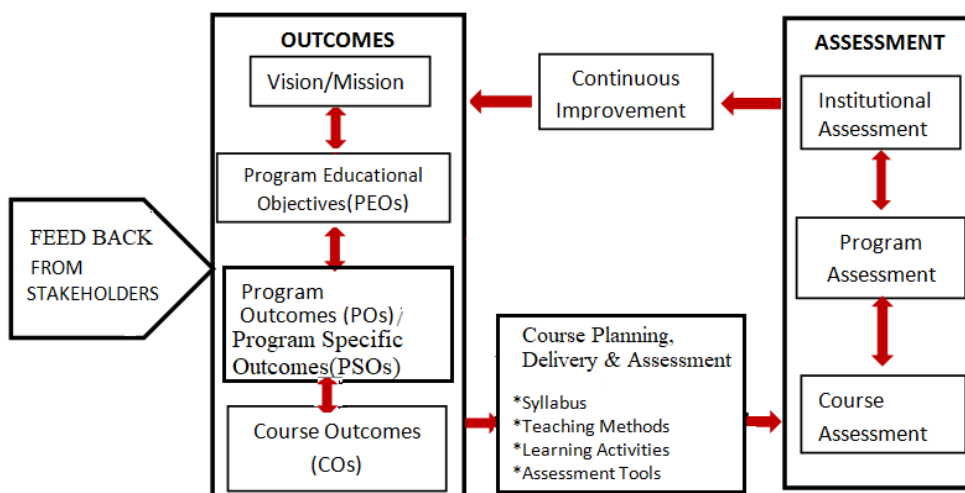 OUTCOMES
Vision/Mission
Program Educational
Objectives(PEOs)
Program
Outcomes (POs)/
Program Specific
Outcomes(PSOs)
Course Outcomes
(COs)
FEED BACK
FROM
STAKEHOLDERS
Continuous
Improvement
Course Planning,
Delivery & Assessment
*Syllabus
*Teaching Methods
*Learning Activities
*Assessment Tools
ASSESSMENT
Institutional
Assessment
Program
Assessment
Course
Assessment